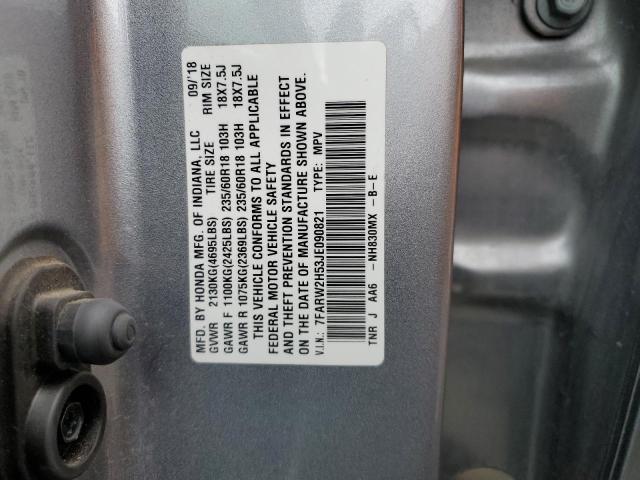 MFD. BY HONDA MFG. OF INDIANA, LLC 09/'18
GVWR 2130KG(4695LBS) TIRE SIZE RIM SIZE
GAWR F 1100KG(2425LBS) 235/60R18 103H 18X7.5J
GAWR R 1075KG(2369LBS) 235/60R18 103H 18X7.5J
THIS VEHICLE CONFORMS TO ALL APPLICABLE
FEDERAL MOTOR VEHICLE SAFETY
AND THEFT PREVENTION STANDARDS IN EFFECT
ON THE DATE OF MANUFACTURE SHOWN ABOVE.
V.I.N.: 7FARW2H53JE090821 TYPE: MPV
TNR J AA6 -NH830MX -B-E